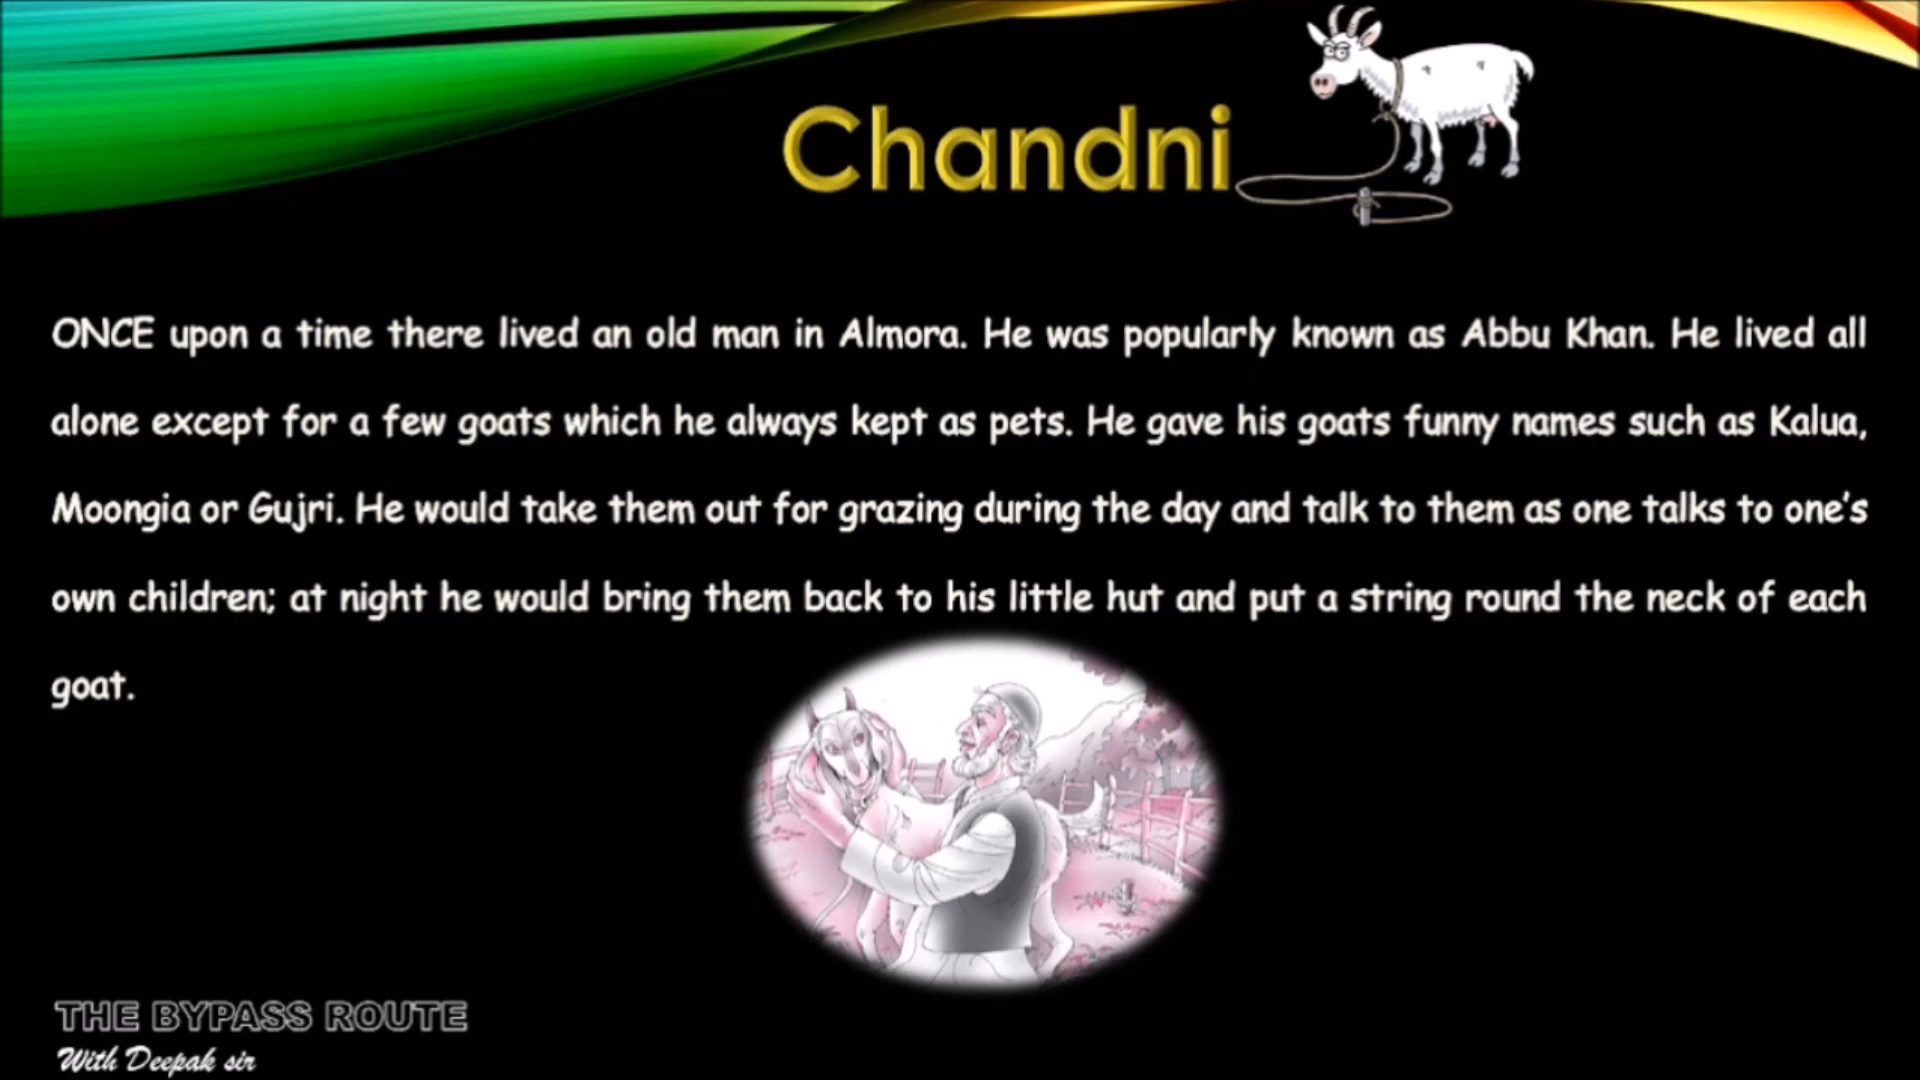 Chandni
ONCE upon a time there lived an old man in Almora. He was popularly known as Abbu Khan. He lived all
alone except for a few goats which he always kept as pets. He gave his goats funny names such as Kalua,
Moongia or Gujri. He would take them out for grazing during the day and talk to them as one talks to one's
own children; at night he would bring them back to his little hut and put a string round the neck of each
goat.
THE BYPASS ROUTE
With Deepak sir